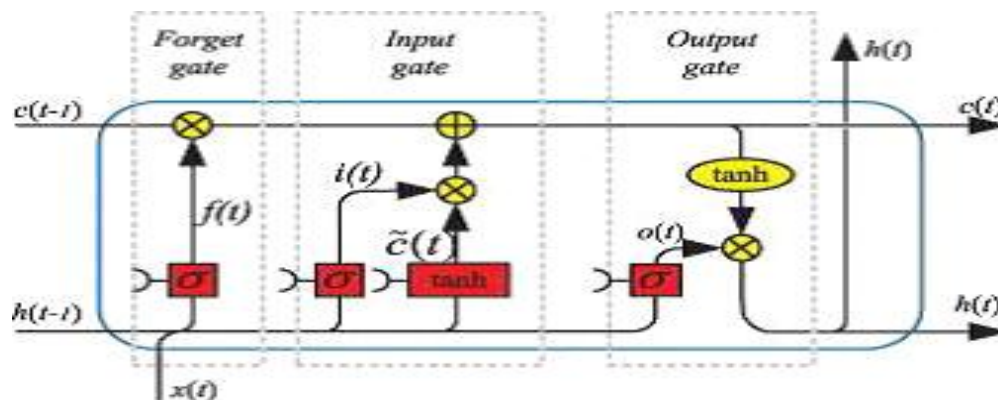 Forget
gate
Input
gate
Output
gate
h(t)
c(t-1)
c(t)
i(t)
tanh
f(t)
c̃(t)
o(t)
σ
σ
tanh
σ
h(t-1)
h(t)
x(t)